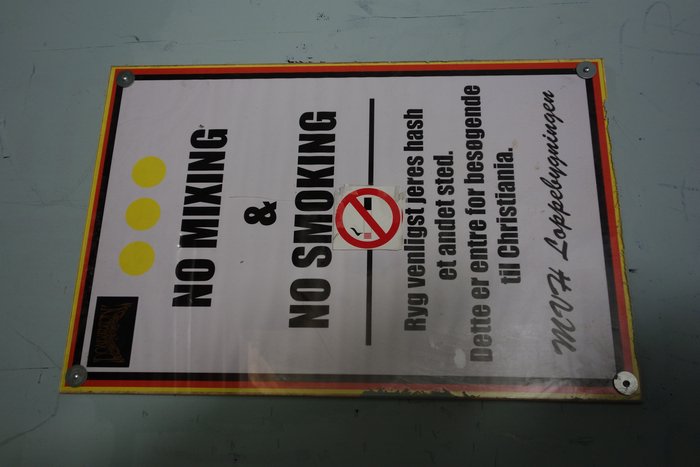 NO MIXING
&
NO SMOKING
Ryg venligst jeres hash
et andet sted.
Dette er entre for besøgende
til Christiania.
MVH Loppebygningen